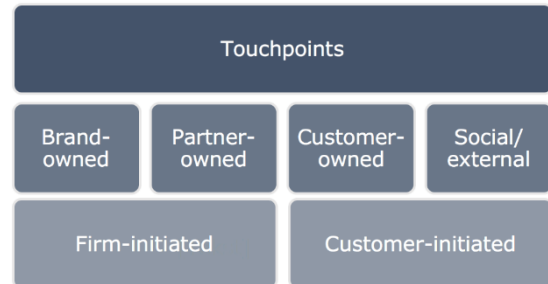 Touchpoints
Brand-
owned
Partner-
owned
Customer-
owned
Social/
external
Firm-initiated
Customer-initiated